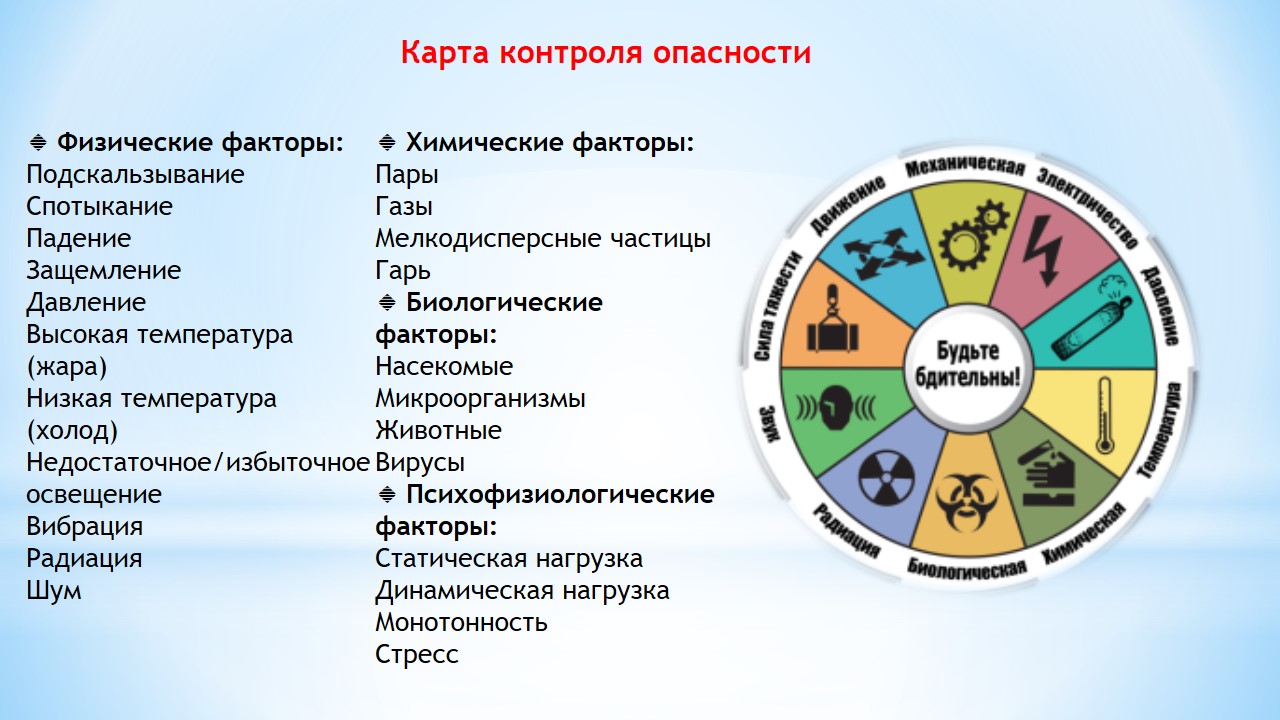 Карта контроля опасности
Физические факторы:
Подскальзывание
Спотыкание
Падение
Защемление
Давление
Высокая температура
(жара)
Низкая температура
(холод)
Недостаточное/избыточное
освещение
Вибрация
Радиация
Шум
Химические факторы:
Пары
Газы
Мелкодисперсные частицы
Гарь
Биологические
факторы:
Насекомые
Микроорганизмы
Животные
Вирусы
Психофизиологические
факторы:
Статическая нагрузка
Динамическая нагрузка
Монотонность
Стресс
Механическая
Электричество
Давление
Температура
Химическая
Биологическая
Радиация
Звук
Сила тяжести
Движение
Будьте
бдительны!